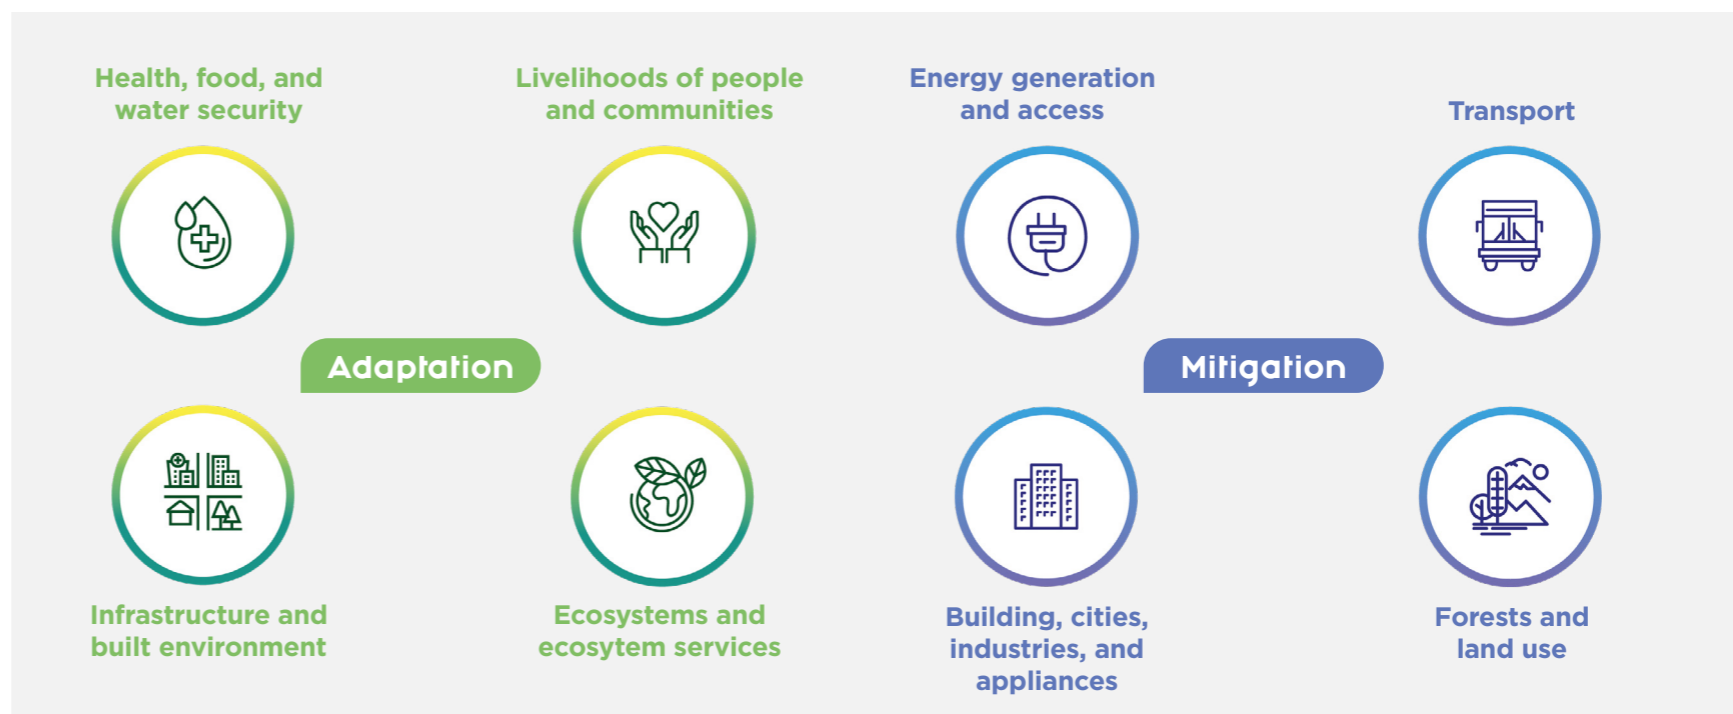 Health, food, and
water security
Livelihoods of people
and communities
Energy generation
and access
Transport
Adaptation
Mitigation
Infrastructure and
built environment
Ecosystems and
ecosytem services
Building, cities,
industries, and
appliances
Forests and
land use